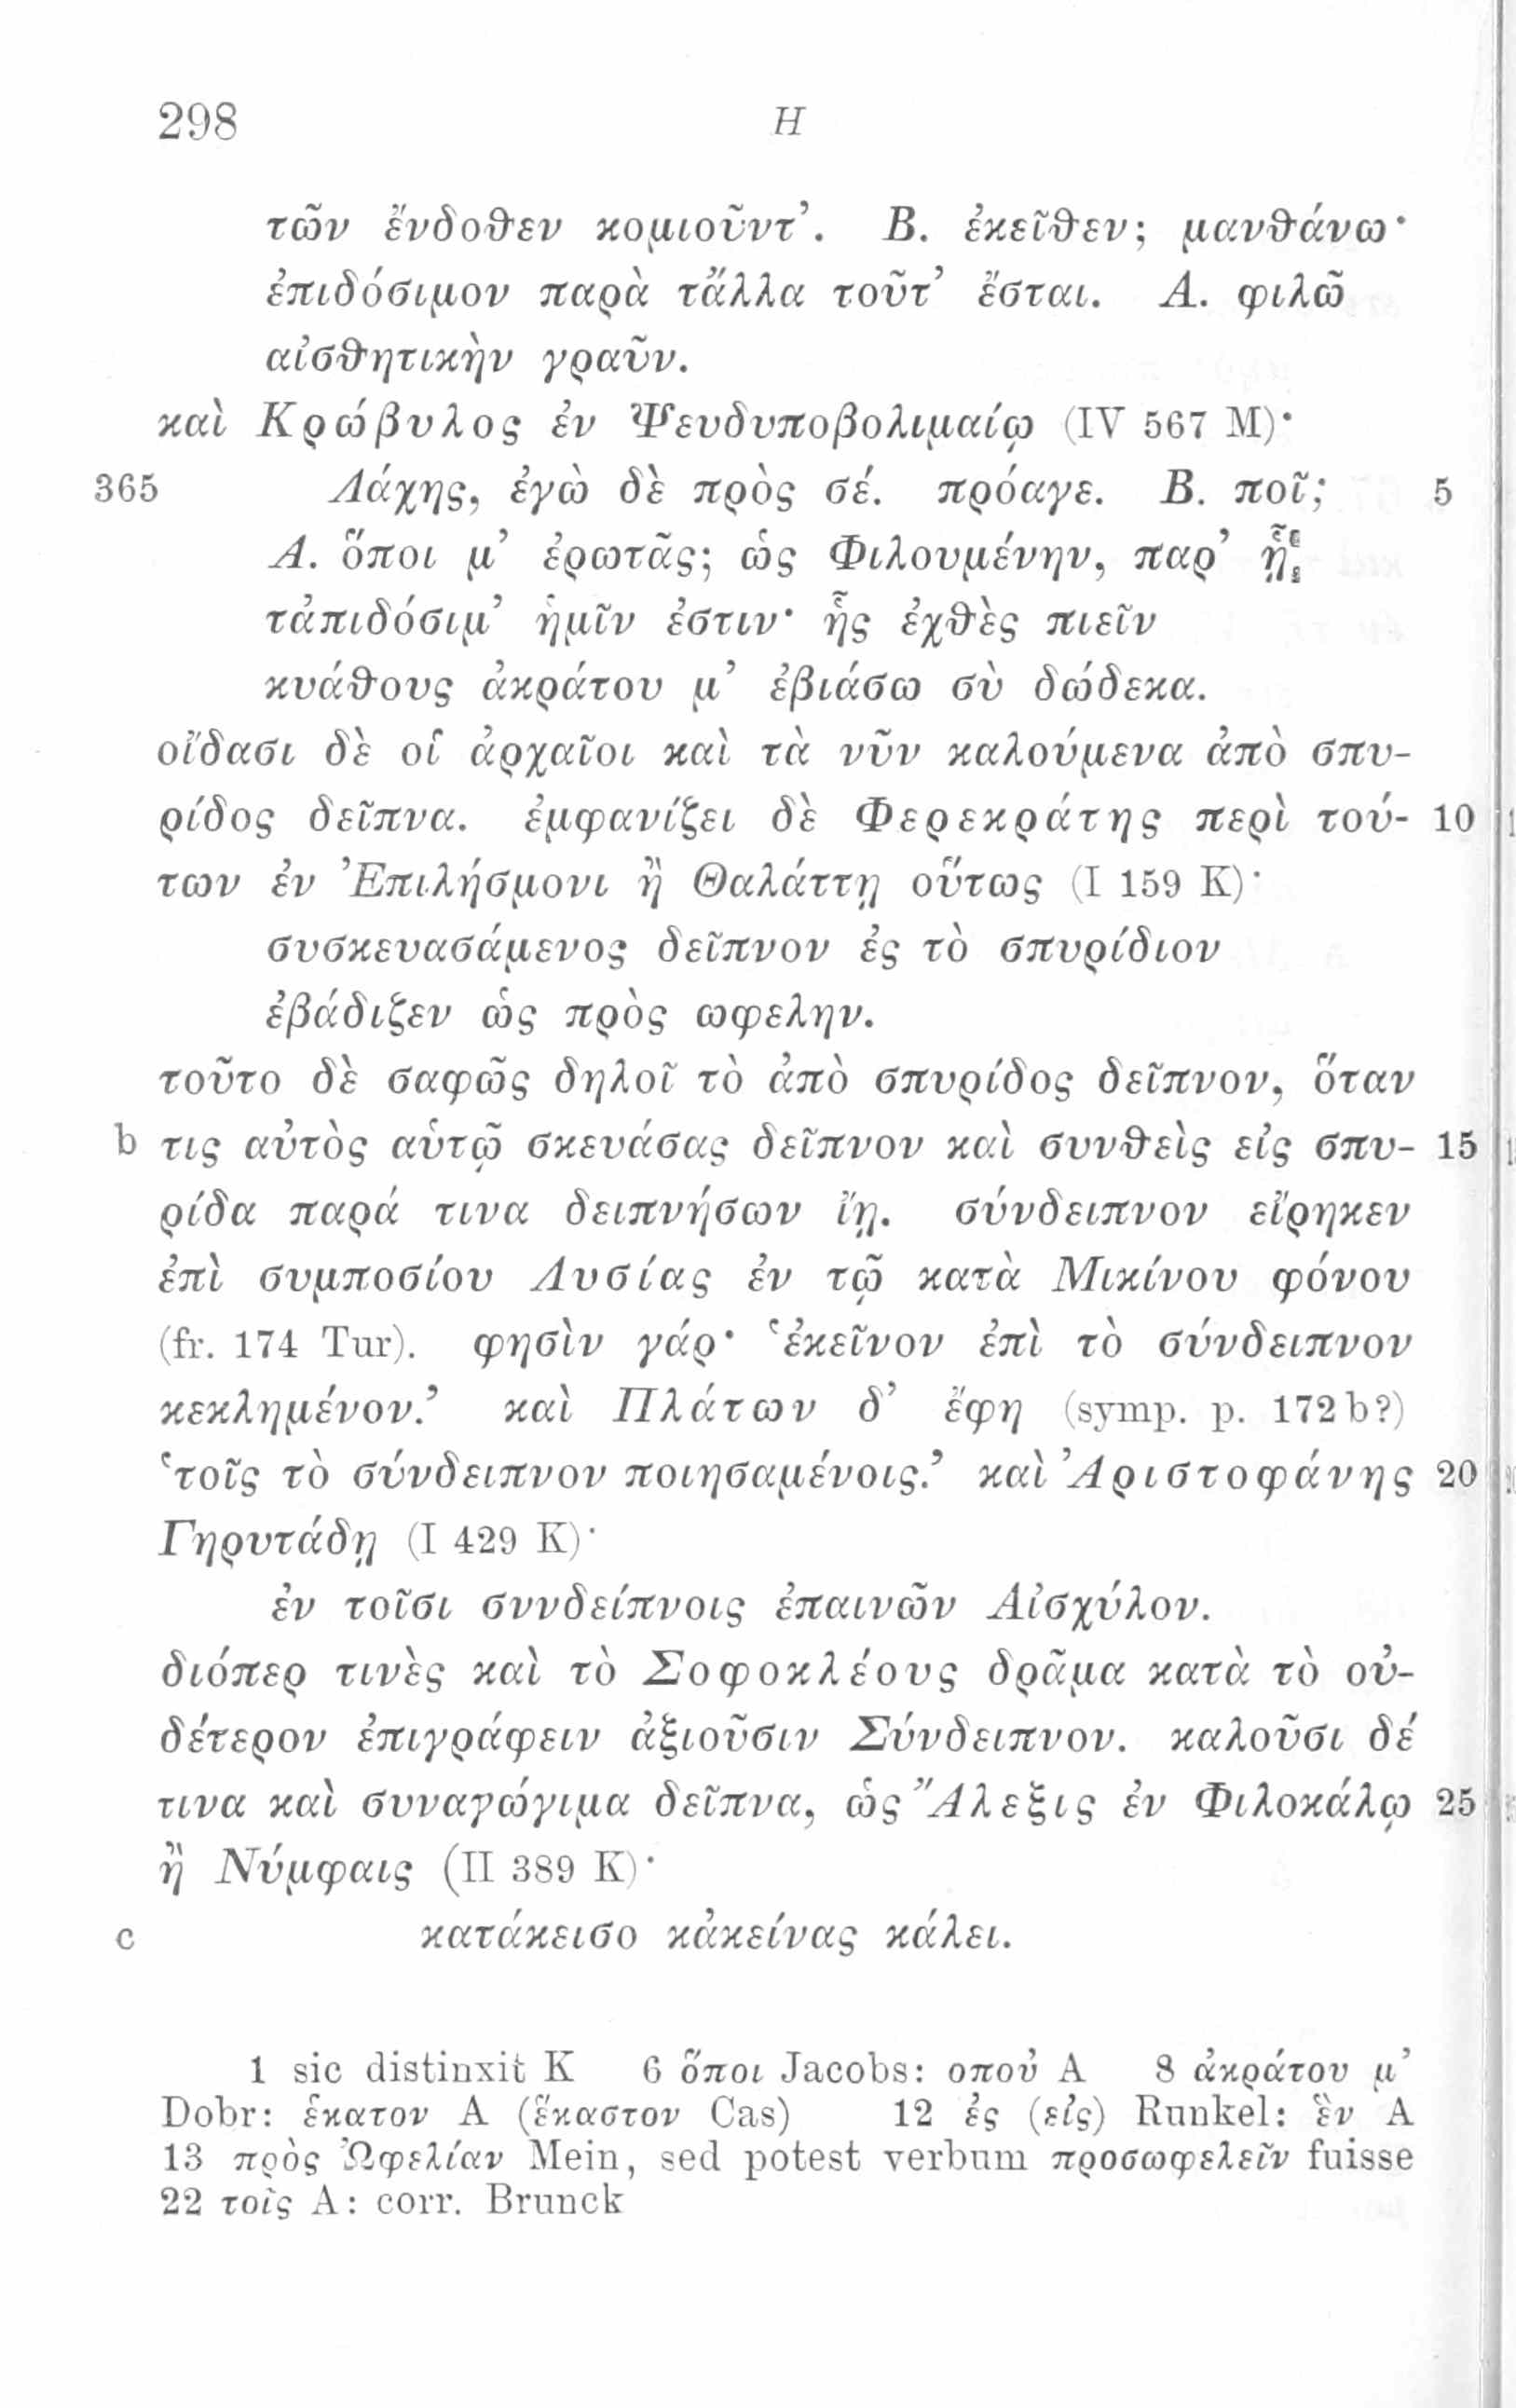 298 H
τῶν ἔνδοθεν κομιοῦντ’. Β. ἐκεῖθεν; μανθάνω·
ἐπιδόσιμον παρὰ τἄλλα τοῦτ’ ἔσται. Α. φιλῶ
αἰσθητικὴν γραῦν.
καὶ Κρώβυλος ἐν Ψευδυποβολιμαίῳ (IV 567 M)·
365 Λάχης, ἐγὼ δὲ πρὸς σέ. πρόαγε. Β. ποῖ; 5
Α. ὅποι μ’ ἐρωτᾷς; ὡς Φιλουμένην, παρ’ ᾗ
τἀπιδόσιμ’ ἡμῖν ἐστιν· ἧς ἐχθὲς πιεῖν
κυάθους ἀκράτου μ’ ἐβιάσω σὺ δώδεκα.
οἴδασι δὲ οἱ ἀρχαῖοι καὶ τὰ νῦν καλούμενα ἀπὸ σπυ-
ρίδος δεῖπνα. ἐμφανίζει δὲ Φερεκράτης περὶ τού- 10
των ἐν Ἐπιλήσμονι ἢ Θαλάττῃ οὕτως (I 159 K)·
συσκευασάμενος δεῖπνον ἐς τὸ σπυρίδιον
ἐβάδιζεν ὡς πρὸς ωφελην.
τοῦτο δὲ σαφῶς δηλοῖ τὸ ἀπὸ σπυρίδος δεῖπνον, ὅταν
b τις αὐτὸς αὑτῷ σκευάσας δεῖπνον καὶ συνθεὶς εἰς σπυ- 15
ρίδα παρά τινα δειπνήσων ἴῃ. σύνδειπνον εἴρηκεν
ἐπὶ συμποσίου Λυσίας ἐν τῷ κατὰ Μικίνου φόνου
(fr. 174 Tur). φησὶν γάρ· ‘ἐκεῖνον ἐπὶ τὸ σύνδειπνον
κεκλημένον.’ καὶ Πλάτων δ’ ἔφη (symp. p. 172 b?)
‘τοῖς τὸ σύνδειπνον ποιησαμένοις.’ καὶ Ἀριστοφάνης 20
Γηρυτάδῃ (I 429 K)·
ἐν τοῖσι συνδείπνοις ἐπαινῶν Αἰσχύλον.
διόπερ τινὲς καὶ τὸ Σοφοκλέους δρᾶμα κατὰ τὸ οὐ-
δέτερον ἐπιγράφειν ἀξιοῦσιν Σύνδειπνον. καλοῦσι δέ
τινα καὶ συναγώγιμα δεῖπνα, ὡς Ἄλεξις ἐν Φιλοκάλῳ 25
ἢ Νύμφαις (II 389 K)·
c κατάκεισο κἀκείνας κάλει.
1 sic distinxit K 6 ὅποι Jacobs: οπου A 8 ἀκράτου μ’
Dobr: ἑκατον A (ἕκαστον Cas) 12 ἐς (εἰς) Runkel: ἐν A
13 πρὸς Ὠφελίαν Mein, sed potest verbum προσωφελεῖν fuisse
22 τοῖς A: corr. Brunck